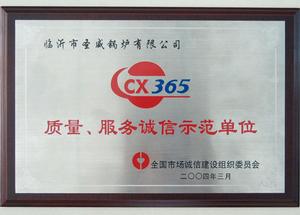 临沂市圣威锅炉有限公司
CX 365
质量、服务诚信示范单位
全国市场诚信建设组织委员会
二〇〇四年三月